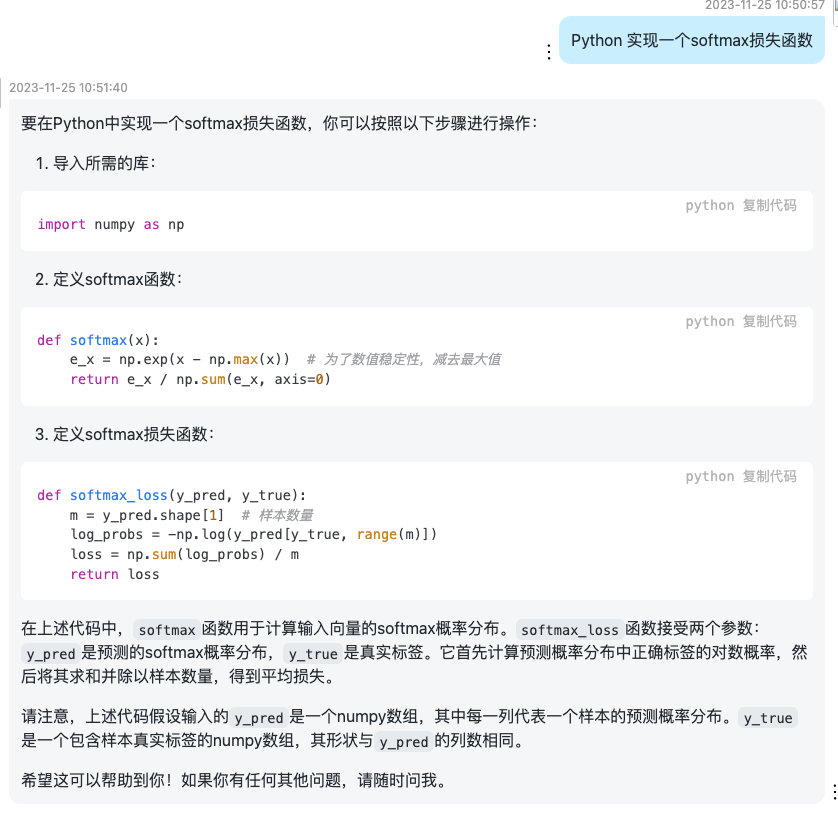 2023-11-25 10:50:57
Python 实现一个softmax损失函数
2023-11-25 10:51:40
要在Python中实现一个softmax损失函数，你可以按照以下步骤进行操作：
1. 导入所需的库：
python 复制代码
import numpy as np
2. 定义softmax函数：
python 复制代码
def softmax(x):
    e_x = np.exp(x - np.max(x))  # 为了数值稳定性，减去最大值
    return e_x / np.sum(e_x, axis=0)
3. 定义softmax损失函数：
python 复制代码
def softmax_loss(y_pred, y_true):
    m = y_pred.shape[1]  # 样本数量
    log_probs = -np.log(y_pred[y_true, range(m)])
    loss = np.sum(log_probs) / m
    return loss
在上述代码中，softmax函数用于计算输入向量的softmax概率分布。softmax_loss函数接受两个参数：
y_pred是预测的softmax概率分布，y_true是真实标签。它首先计算预测概率分布中正确标签的对数概率，然
后将其求和并除以样本数量，得到平均损失。
请注意，上述代码假设输入的y_pred是一个numpy数组，其中每一列代表一个样本的预测概率分布。y_true
是一个包含样本真实标签的numpy数组，其形状与y_pred的列数相同。
希望这可以帮助到你！如果你有任何其他问题，请随时问我。